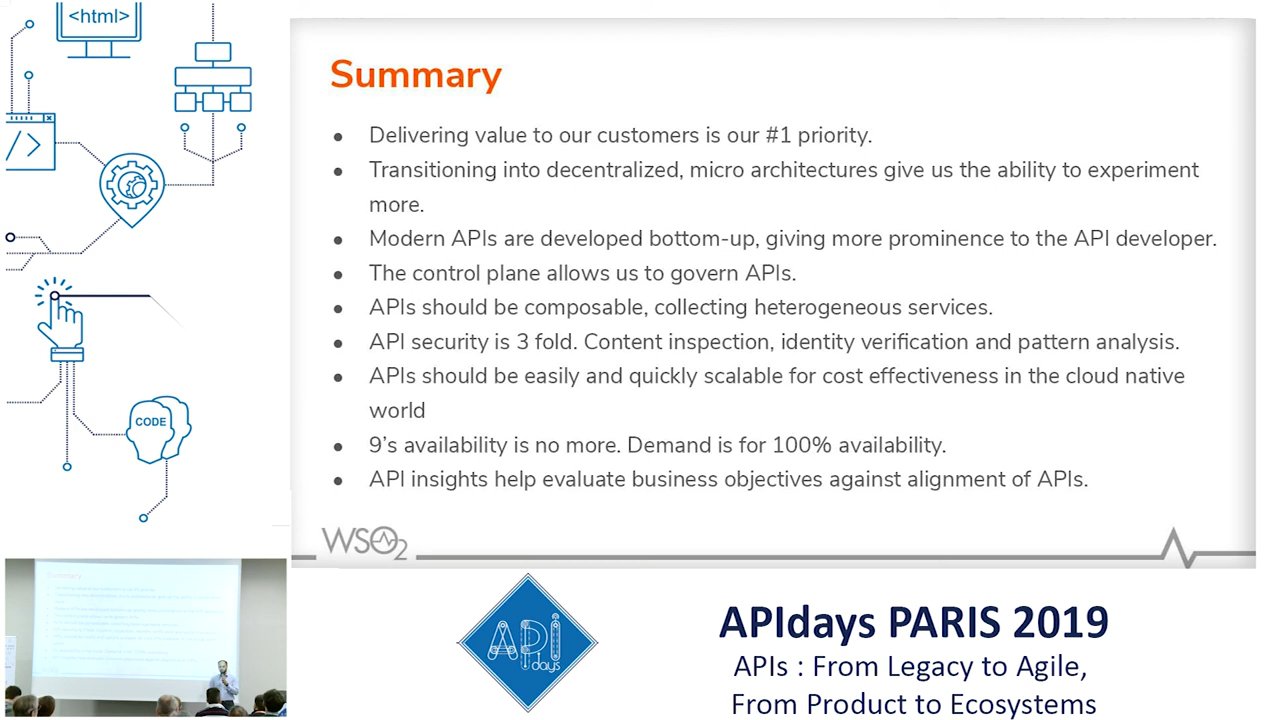 <html>
/>
CODE
Summary
● Delivering value to our customers is our #1 priority.
● Transitioning into decentralized, micro architectures give us the ability to experiment
more.
● Modern APIs are developed bottom-up, giving more prominence to the API developer.
● The control plane allows us to govern APIs.
● APIs should be composable, collecting heterogeneous services.
● API security is 3 fold. Content inspection, identity verification and pattern analysis.
● APIs should be easily and quickly scalable for cost effectiveness in the cloud native
world
● 9’s availability is no more. Demand is for 100% availability.
● API insights help evaluate business objectives against alignment of APIs.
WSO2
Summary
API
days
APIdays PARIS 2019
APIs : From Legacy to Agile,
From Product to Ecosystems